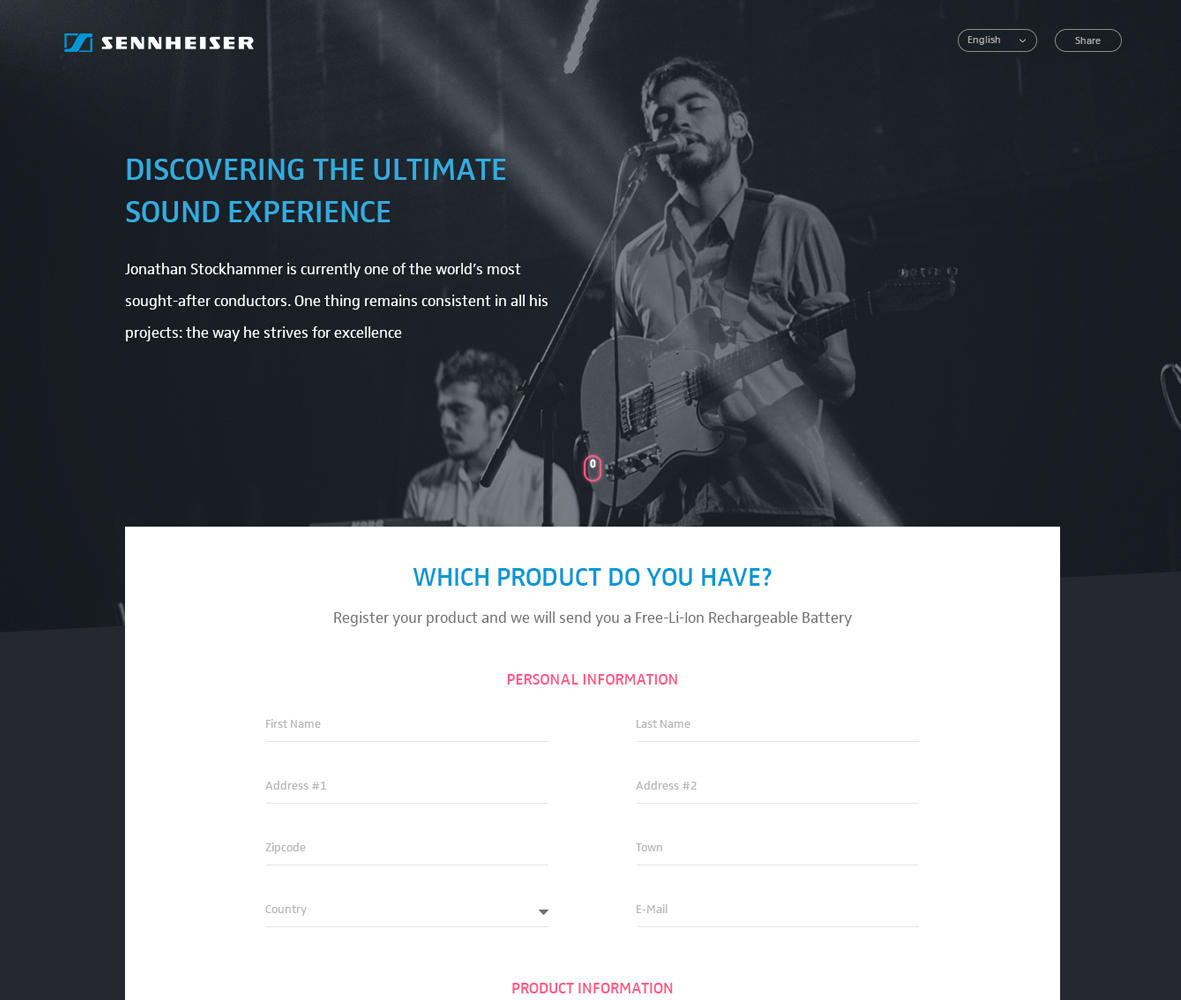 SENNHEISER
English
Share
DISCOVERING THE ULTIMATE
SOUND EXPERIENCE
Jonathan Stockhammer is currently one of the world's most
sought-after conductors. One thing remains consistent in all his
projects: the way he strives for excellence
0
KORG
WHICH PRODUCT DO YOU HAVE?
Register your product and we will send you a Free-Li-Ion Rechargeable Battery
PERSONAL INFORMATION
First Name
Last Name
Address #1
Address #2
Zipcode
Town
Country
E-Mail
PRODUCT INFORMATION